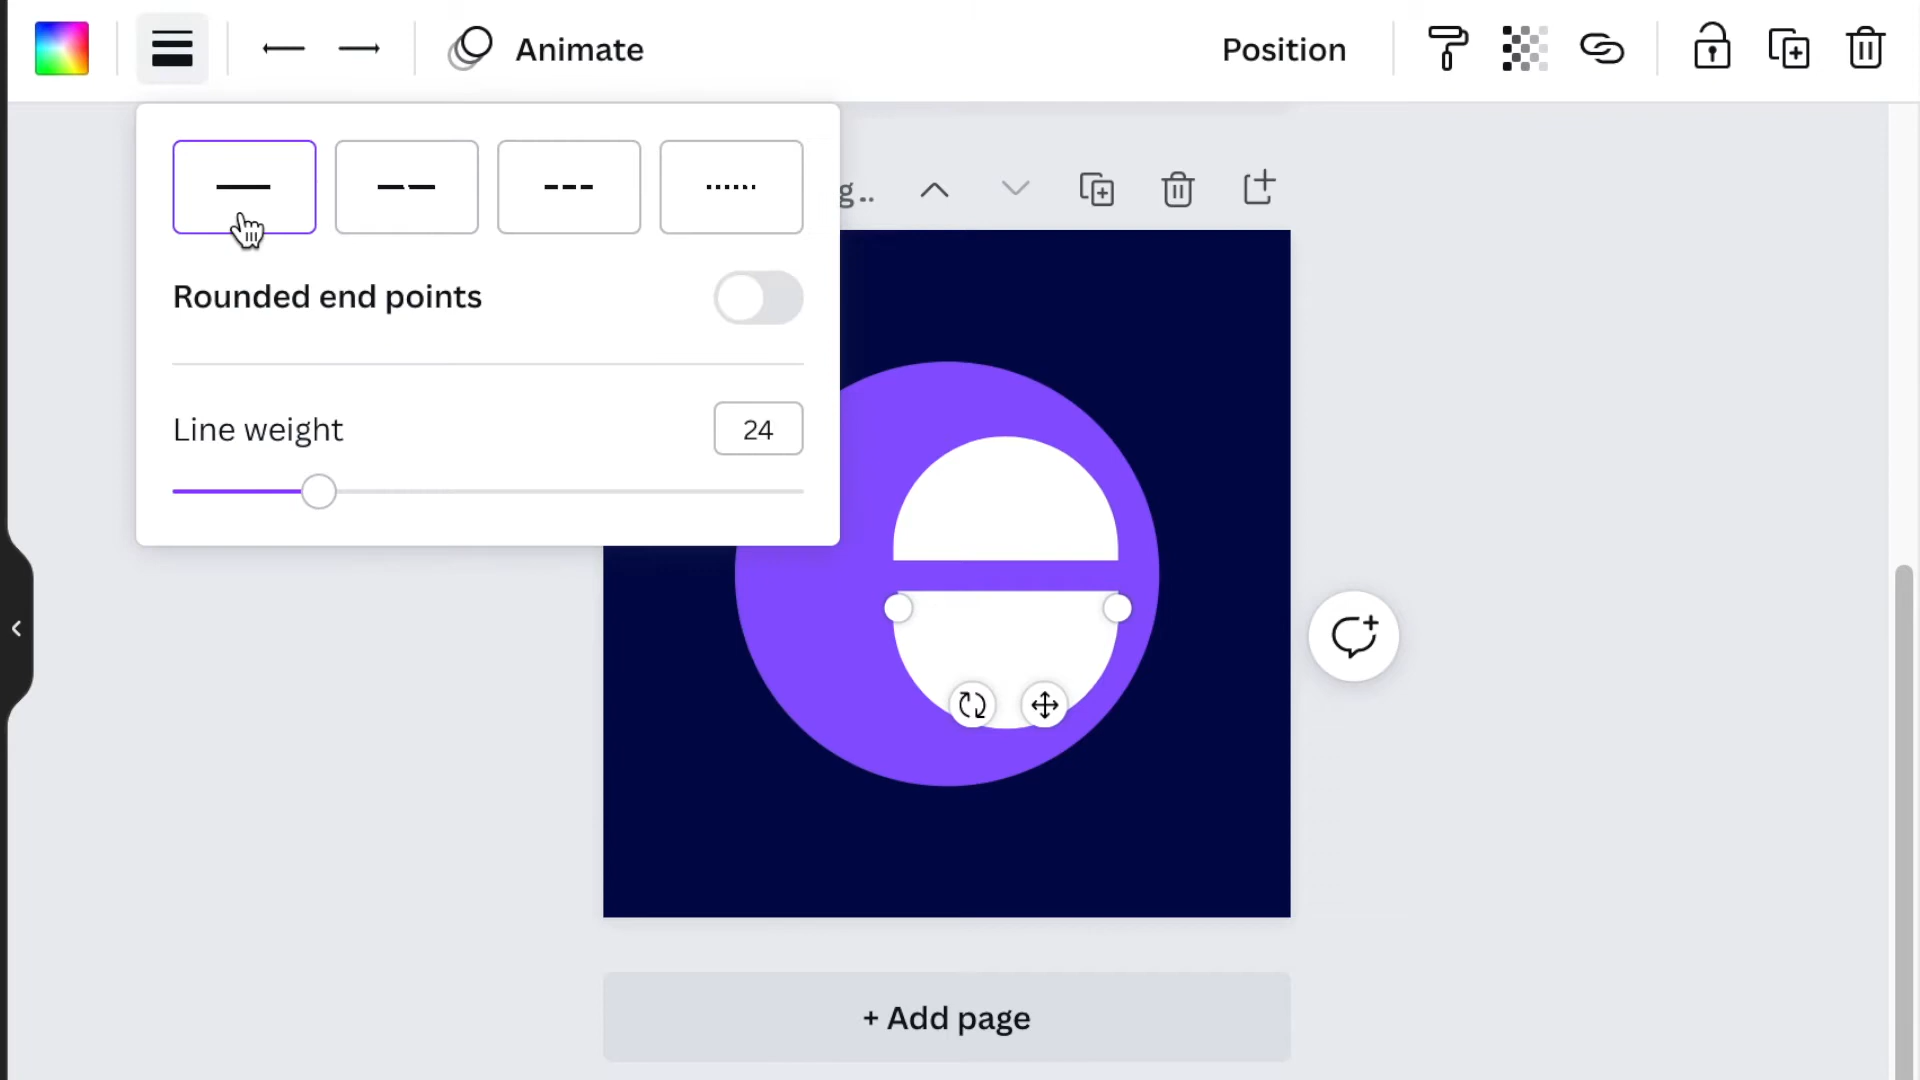 Animate
Position
g..
Rounded end points
Line weight
24
+ Add page